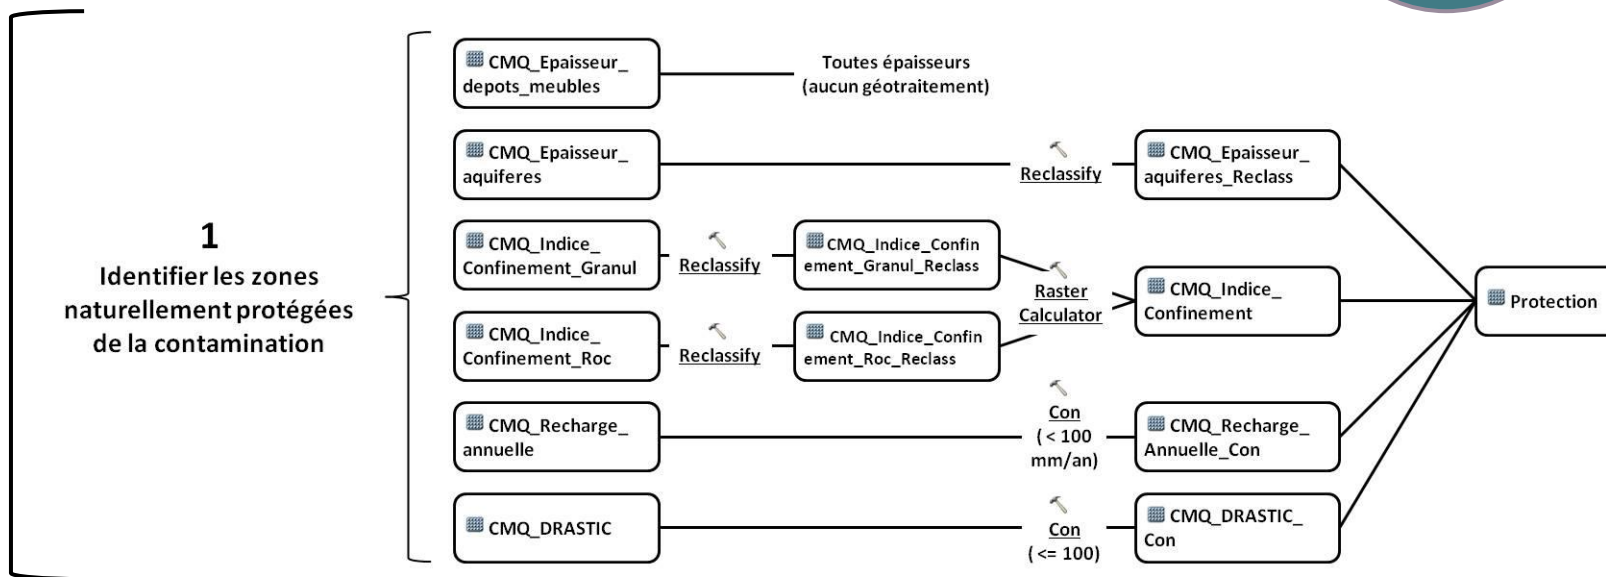 1
Identifier les zones
naturellement protégées
de la contamination
CMQ_Epaisseur_
depots_meubles
Toutes épaisseurs
(aucun géotraitement)
CMQ_Epaisseur_
aquiferes
Reclassify
CMQ_Epaisseur_
aquiferes_Reclass
CMQ_Indice_
Confinement_Granul
Reclassify
CMQ_Indice_Confin
ement_Granul_Reclass
Raster
Calculator
CMQ_Indice_
Confinement
Protection
CMQ_Indice_
Confinement_Roc
Reclassify
CMQ_Indice_Confin
ement_Roc_Reclass
CMQ_Recharge_
annuelle
Con
( < 100
mm/an)
CMQ_Recharge_
Annuelle_Con
CMQ_DRASTIC
Con
( <= 100)
CMQ_DRASTIC_
Con